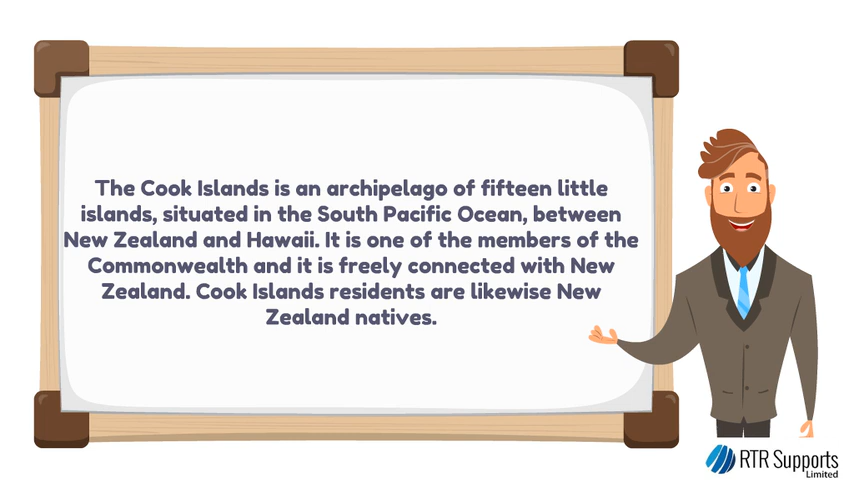 The Cook Islands is an archipelago of fifteen little
islands, situated in the South Pacific Ocean, between
New Zealand and Hawaii. It is one of the members of the
Commonwealth and it is freely connected with New
Zealand. Cook Islands residents are likewise New
Zealand natives.
RTR Supports
Limited